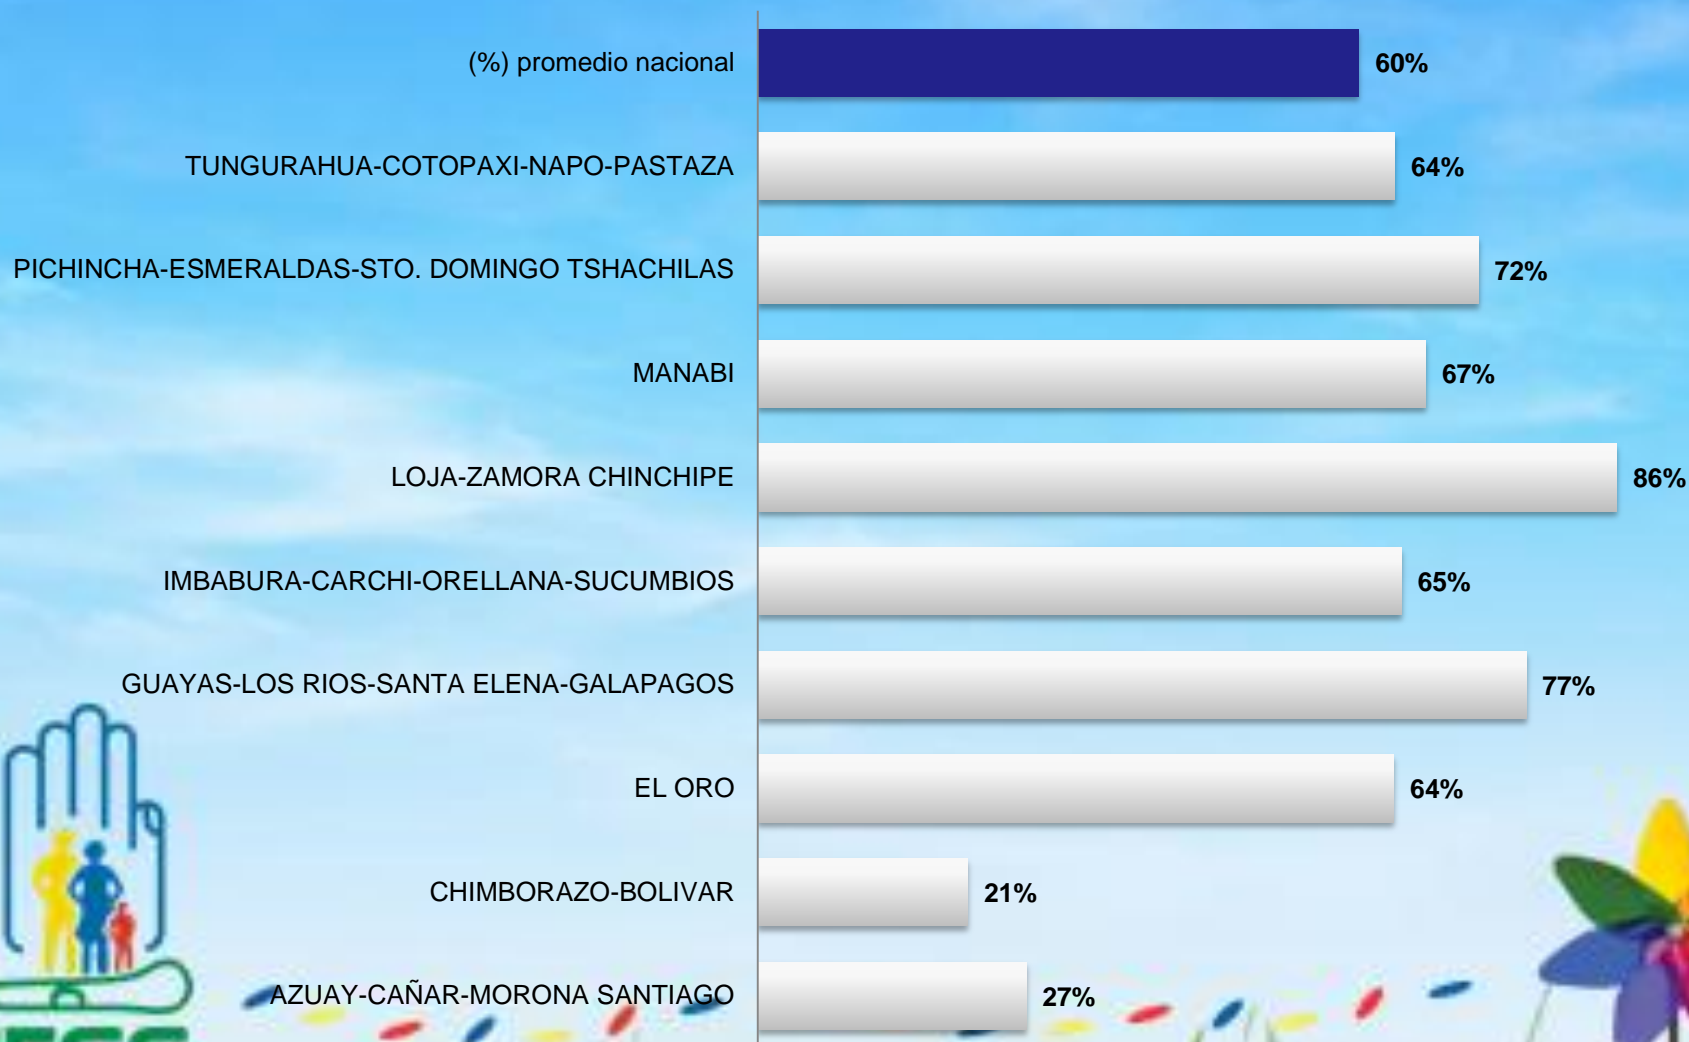 (%) promedio nacional 60%
TUNGURAHUA-COTOPAXI-NAPO-PASTAZA 64%
PICHINCHA-ESMERALDAS-STO. DOMINGO TSHACHILAS 72%
MANABI 67%
LOJA-ZAMORA CHINCHIPE 86%
IMBABURA-CARCHI-ORELLANA-SUCUMBIOS 65%
GUAYAS-LOS RIOS-SANTA ELENA-GALAPAGOS 77%
EL ORO 64%
CHIMBORAZO-BOLIVAR 21%
AZUAY-CAÑAR-MORONA SANTIAGO 27%